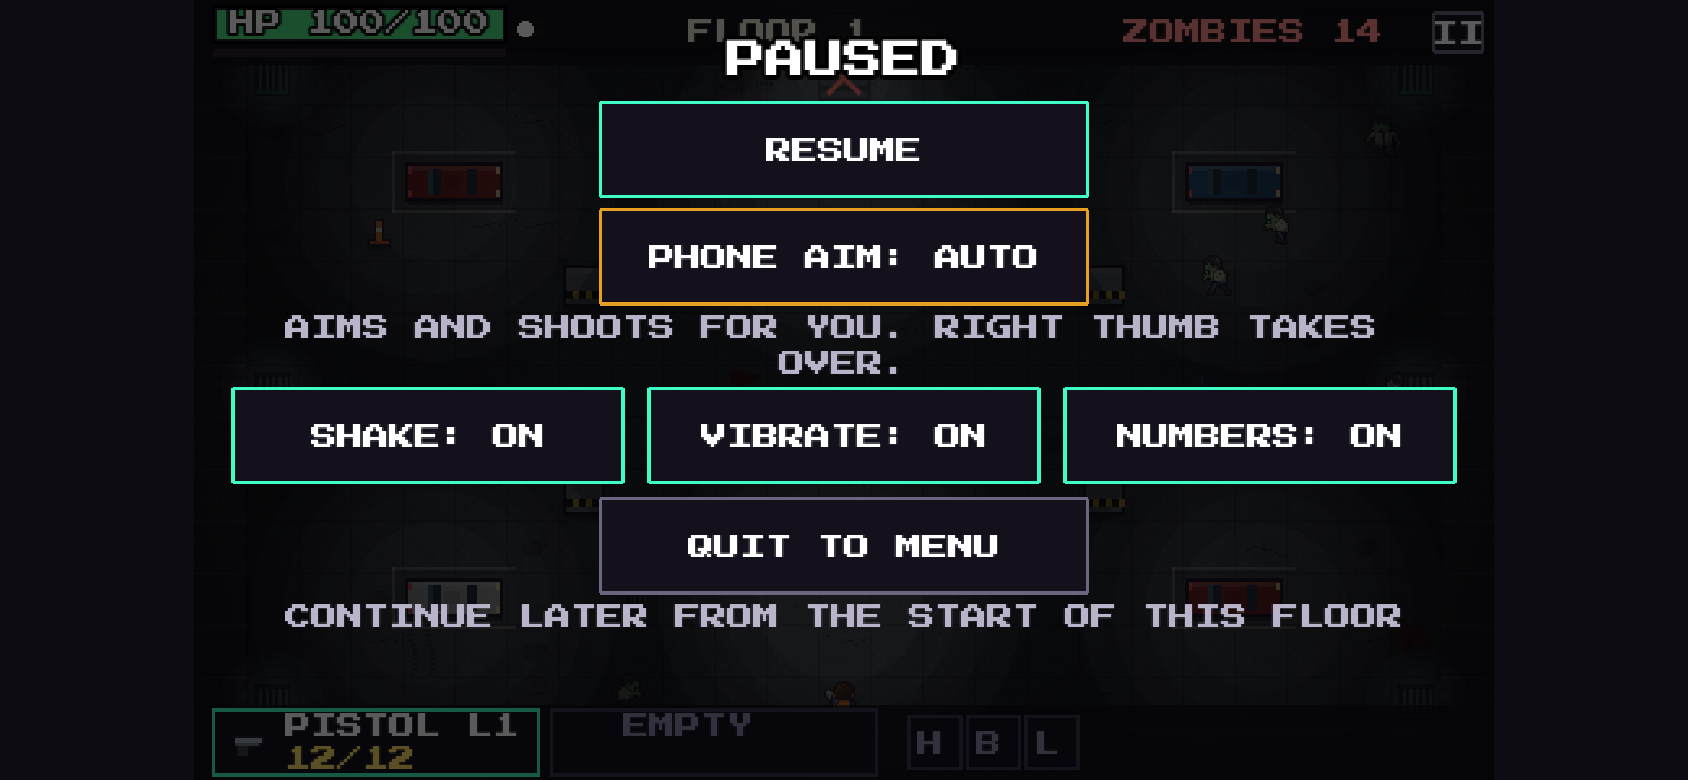 HP 100/100
FLOOR 1
ZOMBIES 14
II
PAUSED
RESUME
PHONE AIM: AUTO
AIMS AND SHOOTS FOR YOU. RIGHT THUMB TAKES
OVER.
SHAKE: ON
VIBRATE: ON
NUMBERS: ON
QUIT TO MENU
CONTINUE LATER FROM THE START OF THIS FLOOR
PISTOL L1
12/12
EMPTY
H B L